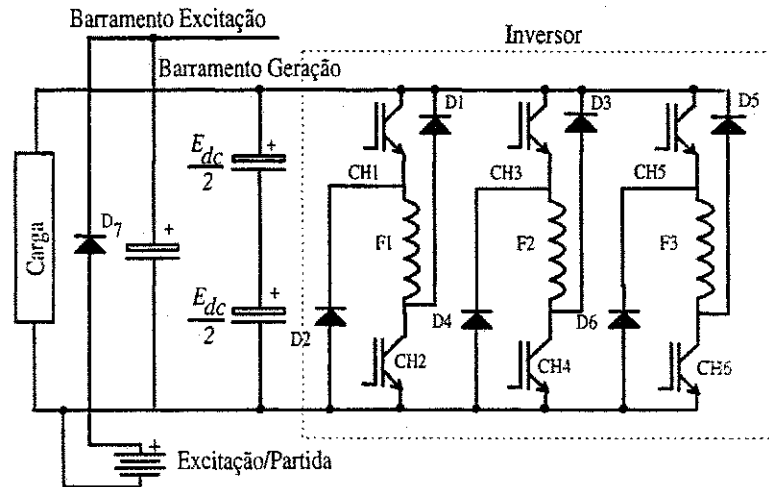 Barramento Excitação
Inversor
Barramento Geração
D1
D3
D5
E_dc/2
+
CH1
CH3
CH5
Carga
D7
+
F1
F2
F3
E_dc/2
+
D2
D4
D6
CH2
CH4
CH6
+
Excitação/Partida